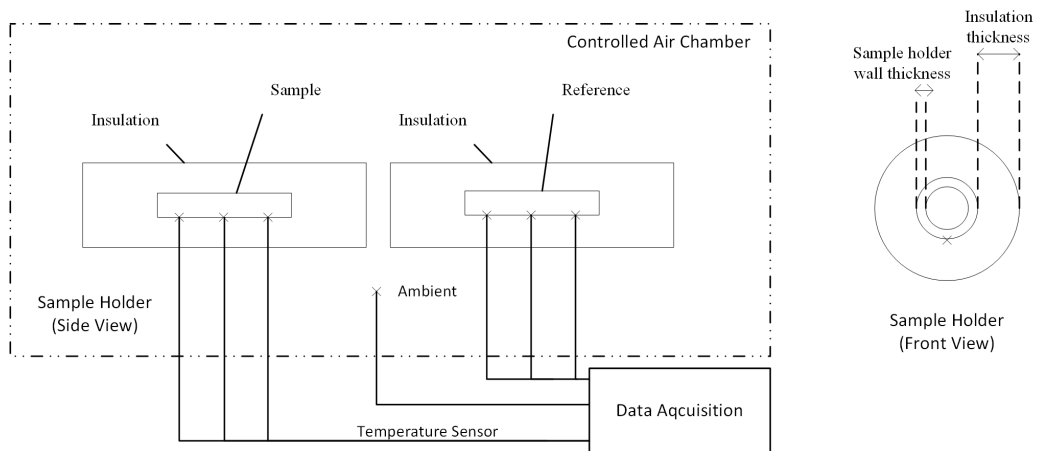 Controlled Air Chamber
Sample
Reference
Insulation
Insulation
Ambient
Sample Holder
(Side View)
Data Aqcuisition
Temperature Sensor
Insulation
thickness
Sample holder
wall thickness
Sample Holder
(Front View)